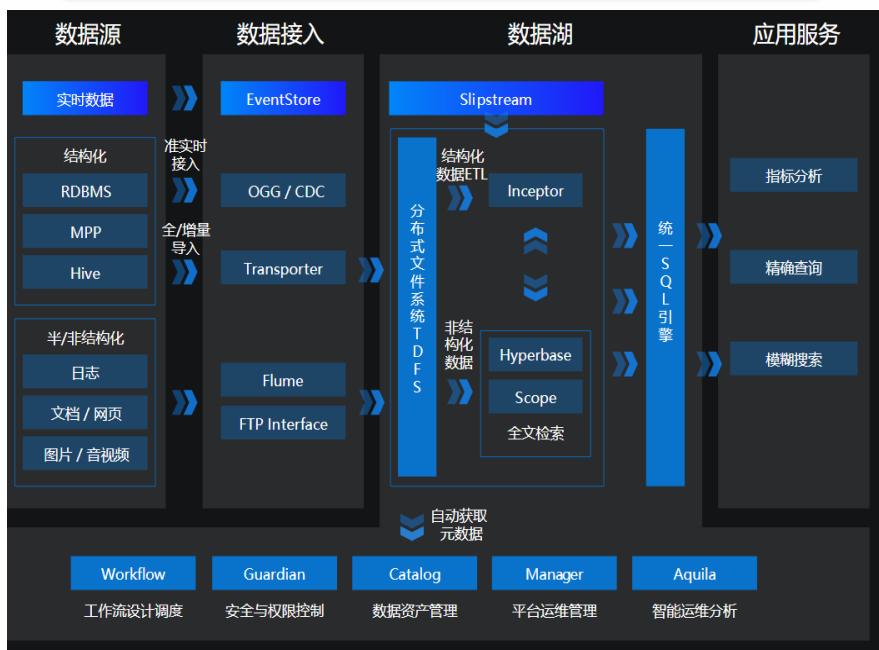 数据源
数据接入
数据湖
应用服务
实时数据
EventStore
Slipstream
结构化
RDBMS
MPP
Hive
准实时
接入
全/增量
导入
OGG / CDC
Transporter
半/非结构化
日志
文档 / 网页
图片 / 音视频
Flume
FTP Interface
分布式文件系统TDFS
结构化
数据ETL
Inceptor
非结
构化
数据
Hyperbase
Scope
全文检索
统一SQL引擎
指标分析
精确查询
模糊搜索
自动获取
元数据
Workflow
Guardian
Catalog
Manager
Aquila
工作流设计调度
安全与权限控制
数据资产管理
平台运维管理
智能运维分析